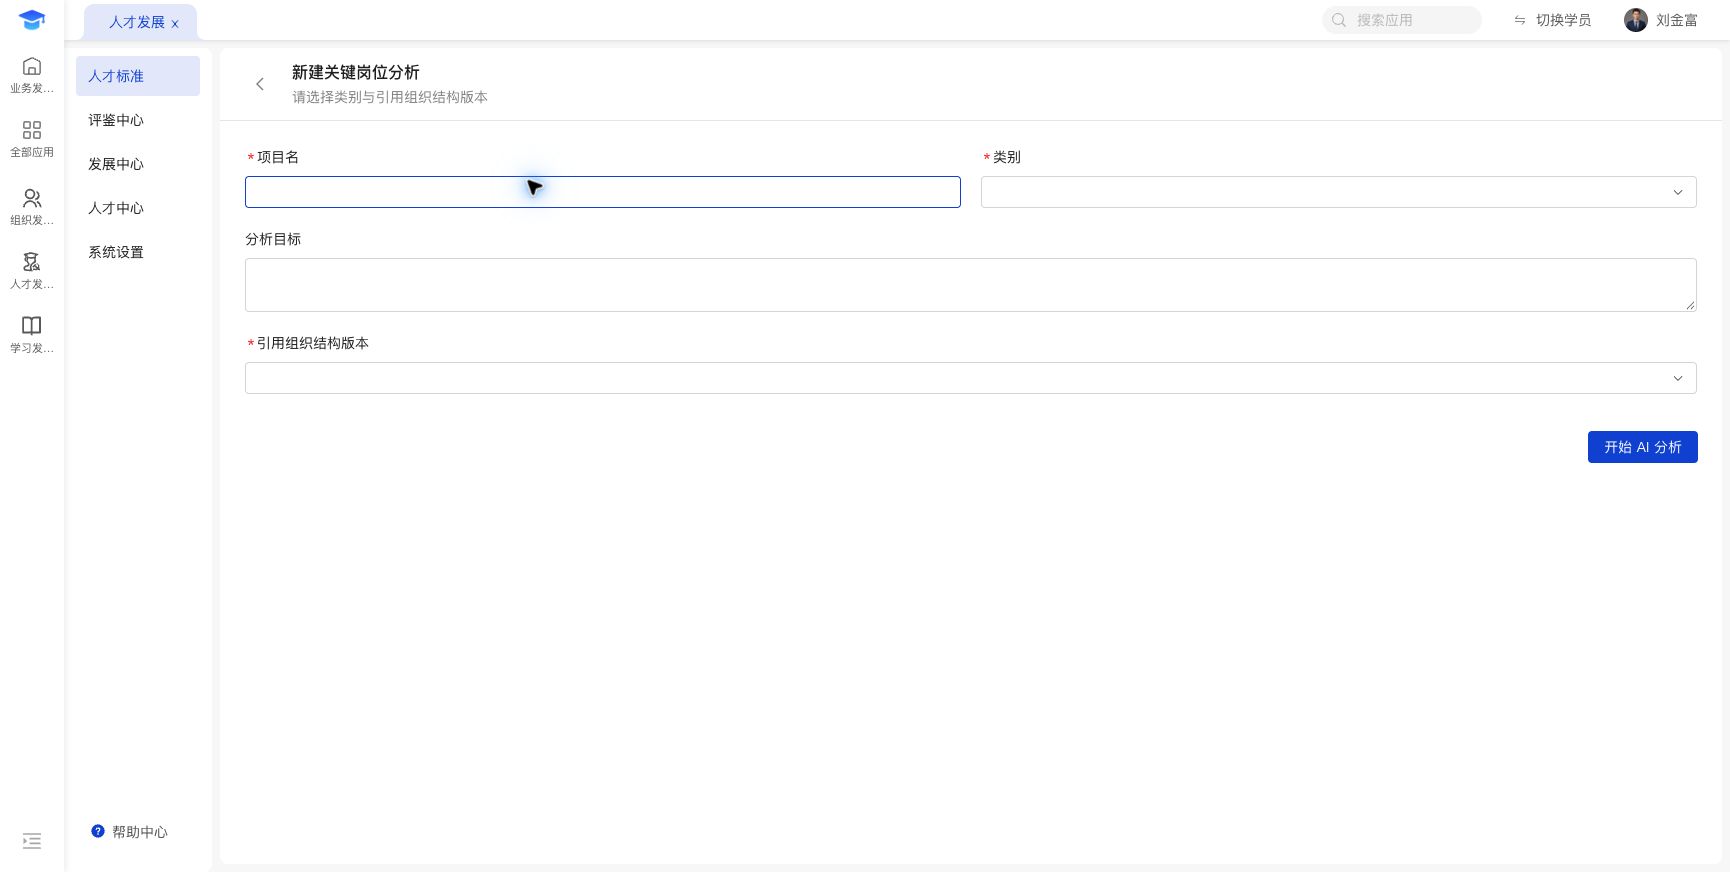 人才发展 x
搜索应用
切换学员
刘金富
业务发...
全部应用
组织发...
人才发...
学习发...
人才标准
评鉴中心
发展中心
人才中心
系统设置
帮助中心
新建关键岗位分析
请选择类别与引用组织结构版本
*项目名
*类别
分析目标
*引用组织结构版本
开始 AI 分析